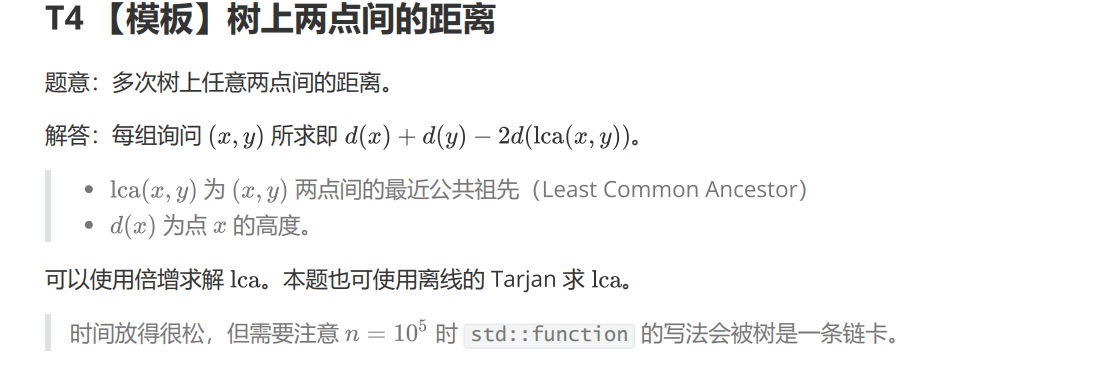 T4 【模板】树上两点间的距离
题意：多次树上任意两点间的距离。
解答：每组询问 (x, y) 所求即 d(x) + d(y) − 2d(lca(x, y))。
• lca(x, y) 为 (x, y) 两点间的最近公共祖先（Least Common Ancestor）
• d(x) 为点 x 的高度。
可以使用倍增求解 lca。本题也可使用离线的 Tarjan 求 lca。
时间放得很松，但需要注意 n = 10⁵ 时 std::function 的写法会被树是一条链卡。